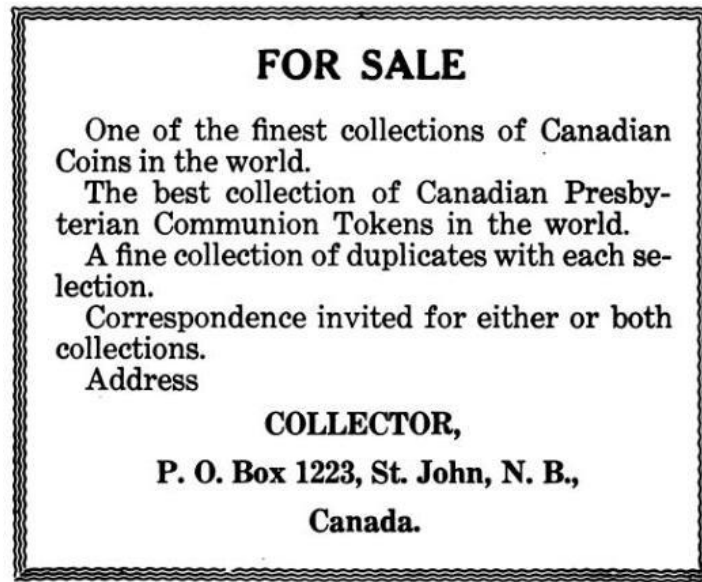 FOR SALE
One of the finest collections of Canadian
Coins in the world.
The best collection of Canadian Presby-
terian Communion Tokens in the world.
A fine collection of duplicates with each se-
lection.
Correspondence invited for either or both
collections.
Address
COLLECTOR,
P. O. Box 1223, St. John, N. B.,
Canada.